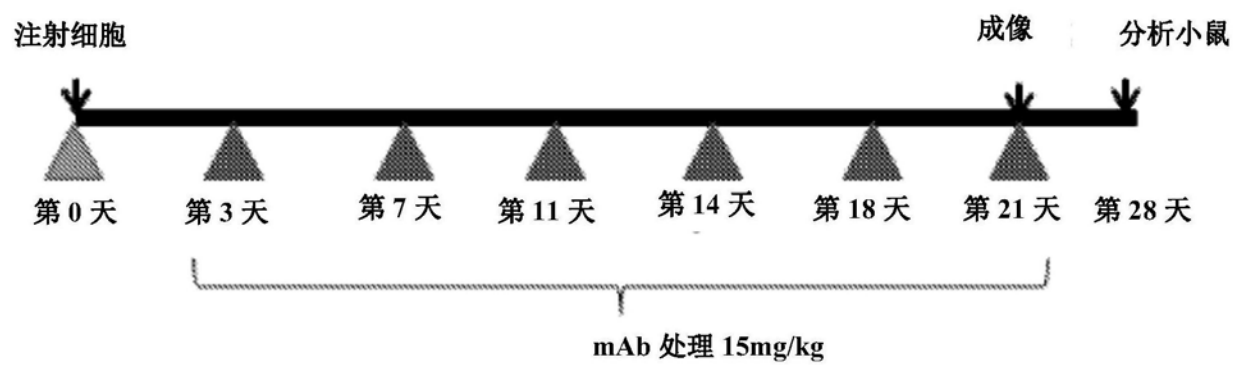 注射细胞
成像
分析小鼠
第 0 天
第 3 天
第 7 天
第 11 天
第 14 天
第 18 天
第 21 天
第 28 天
mAb 处理 15mg/kg